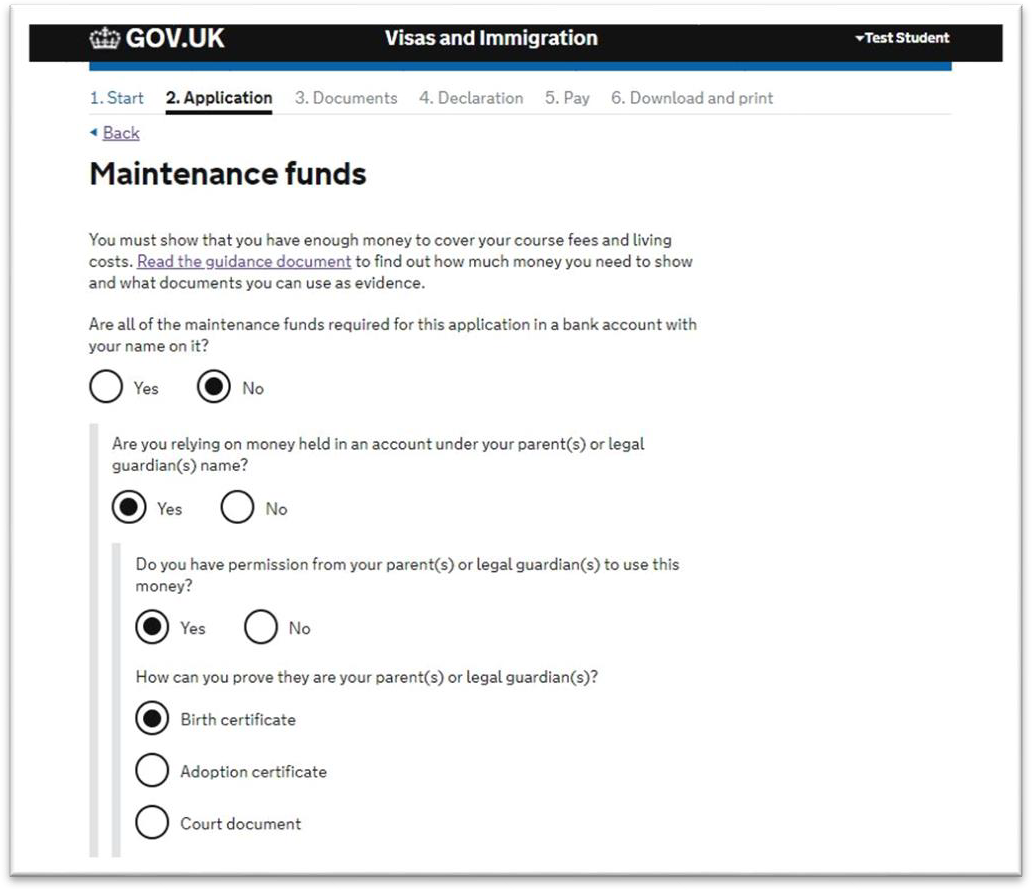 GOV.UK Visas and Immigration Test Student
1. Start 2. Application 3. Documents 4. Declaration 5. Pay 6. Download and print
Back
Maintenance funds
You must show that you have enough money to cover your course fees and living
costs. Read the guidance document to find out how much money you need to show
and what documents you can use as evidence.
Are all of the maintenance funds required for this application in a bank account with
your name on it?
Yes No
Are you relying on money held in an account under your parent(s) or legal
guardian(s) name?
Yes No
Do you have permission from your parent(s) or legal guardian(s) to use this
money?
Yes No
How can you prove they are your parent(s) or legal guardian(s)?
Birth certificate
Adoption certificate
Court document